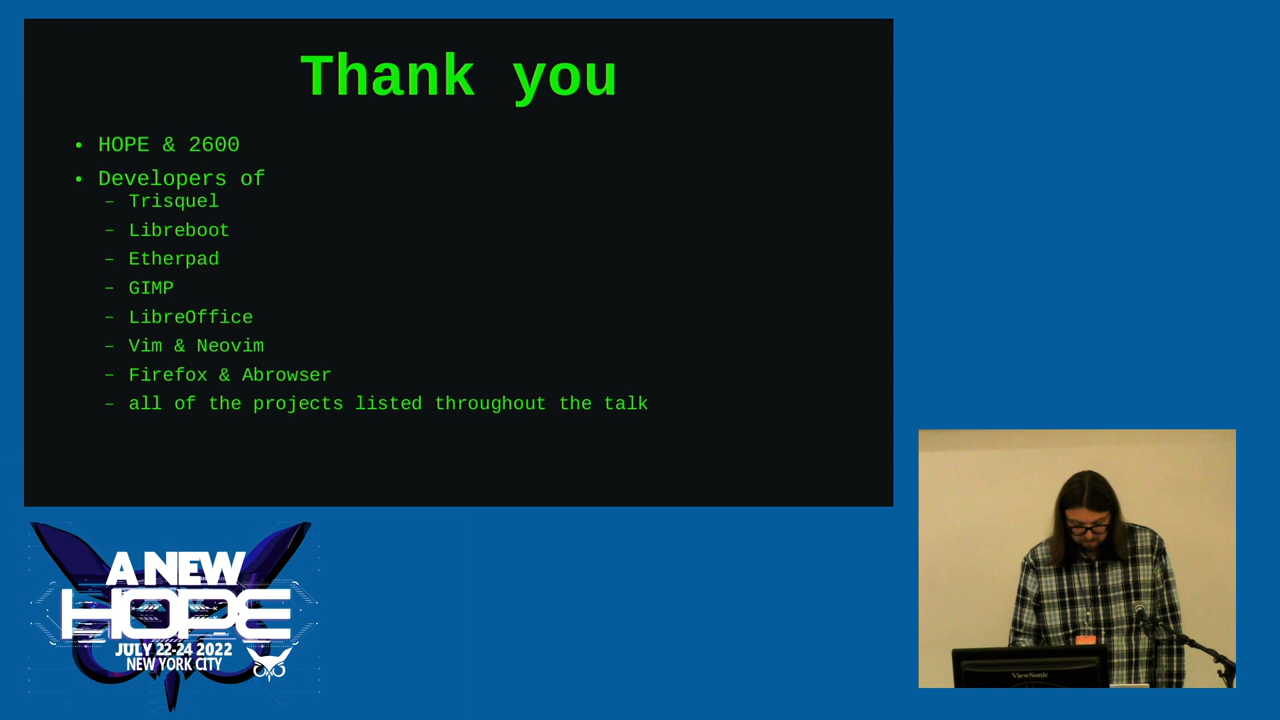 Thank you
• HOPE & 2600
• Developers of
– Trisquel
– Libreboot
– Etherpad
– GIMP
– LibreOffice
– Vim & Neovim
– Firefox & Abrowser
– all of the projects listed throughout the talk
A NEW
HOPE
JULY 22-24 2022
NEW YORK CITY
ViewSonic